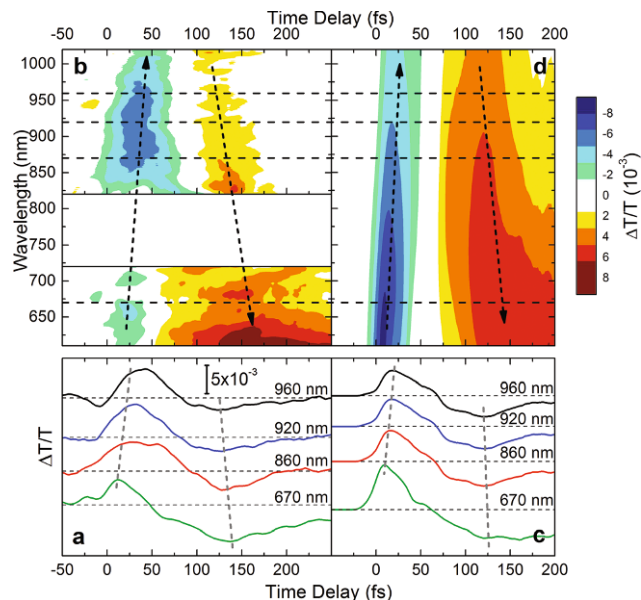 Time Delay (fs)
-50 0 50 100 150 200 -50 0 50 100 150 200
Wavelength (nm)
1000
950
900
850
800
750
700
650
b
d
-8
-6
-4
-2
0
2
4
6
8
ΔT/T (10⁻³)
5x10⁻³
960 nm
920 nm
860 nm
670 nm
a
960 nm
920 nm
860 nm
670 nm
c
ΔT/T
-50 0 50 100 150 200 -50 0 50 100 150 200
Time Delay (fs)
Time Delay (fs)